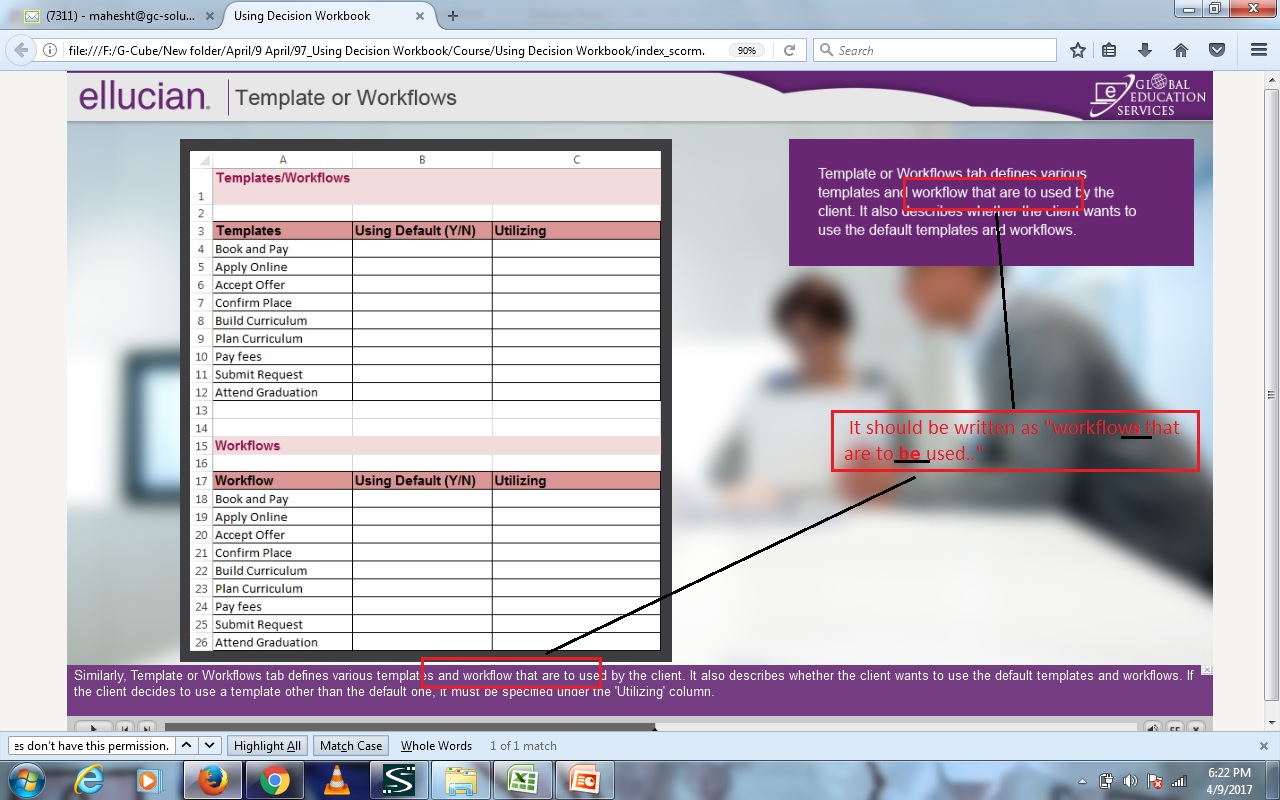 (7311) - mahesht@gc-solu...
Using Decision Workbook
file:///F:/G-Cube/New folder/April/9 April/97_Using Decision Workbook/Course/Using Decision Workbook/index_scorm.
90%
Search
ellucian.
Template or Workflows
GLOBAL
EDUCATION
SERVICES
A B C
1 Templates/Workflows
2
3 Templates Using Default (Y/N) Utilizing
4 Book and Pay
5 Apply Online
6 Accept Offer
7 Confirm Place
8 Build Curriculum
9 Plan Curriculum
10 Pay fees
11 Submit Request
12 Attend Graduation
13
14
15 Workflows
16
17 Workflow Using Default (Y/N) Utilizing
18 Book and Pay
19 Apply Online
20 Accept Offer
21 Confirm Place
22 Build Curriculum
23 Plan Curriculum
24 Pay fees
25 Submit Request
26 Attend Graduation
Template or Workflows tab defines various
templates and workflow that are to used by the
client. It also describes whether the client wants to
use the default templates and workflows.
It should be written as "workflows that
are to be used.."
Similarly, Template or Workflows tab defines various templates and workflow that are to used by the client. It also describes whether the client wants to use the default templates and workflows. If
the client decides to use a template other than the default one, it must be specified under the 'Utilizing' column.
es don't have this permission.
Highlight All
Match Case
Whole Words
1 of 1 match
6:22 PM
4/9/2017